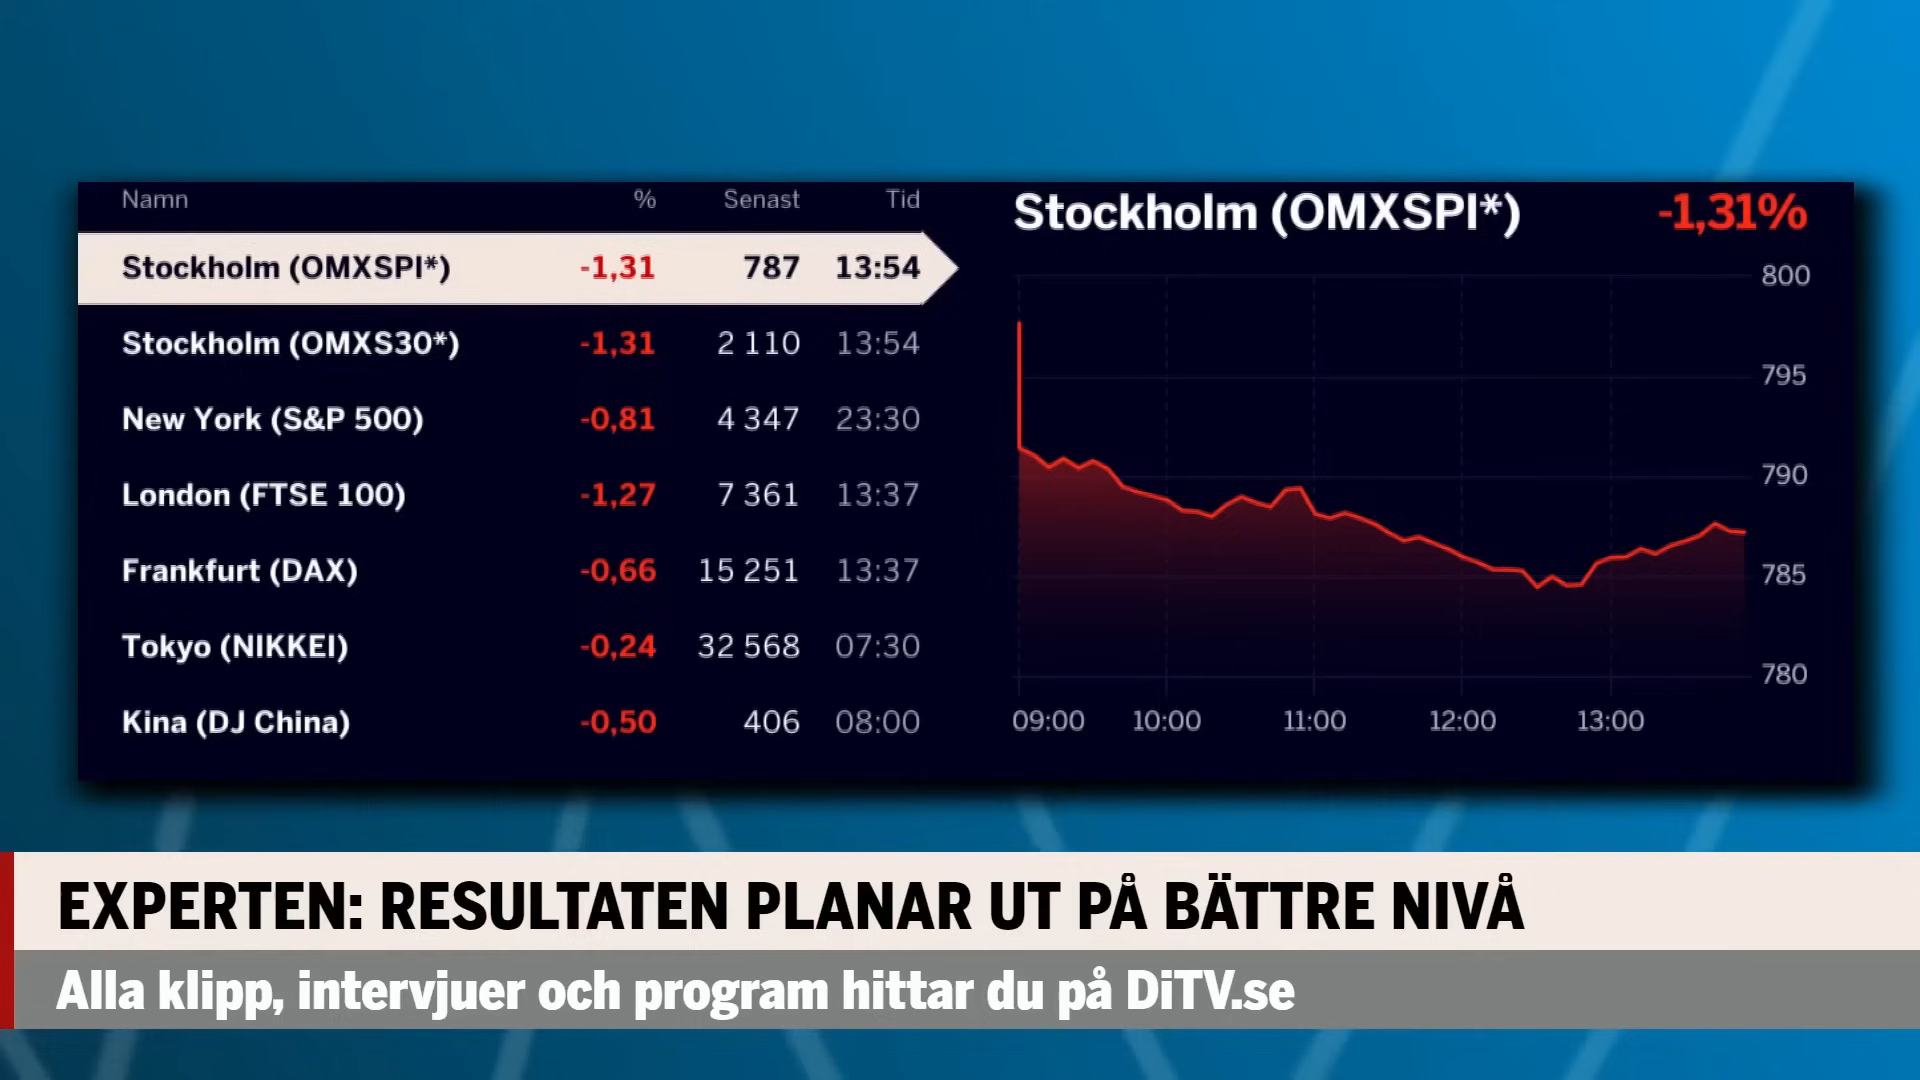 Namn % Senast Tid
Stockholm (OMXSPI*) -1,31 787 13:54
Stockholm (OMXS30*) -1,31 2 110 13:54
New York (S&P 500) -0,81 4 347 23:30
London (FTSE 100) -1,27 7 361 13:37
Frankfurt (DAX) -0,66 15 251 13:37
Tokyo (NIKKEI) -0,24 32 568 07:30
Kina (DJ China) -0,50 406 08:00
Stockholm (OMXSPI*) -1,31%
800
795
790
785
780
09:00 10:00 11:00 12:00 13:00
EXPERTEN: RESULTATEN PLANAR UT PÅ BÄTTRE NIVÅ
Alla klipp, intervjuer och program hittar du på DiTV.se